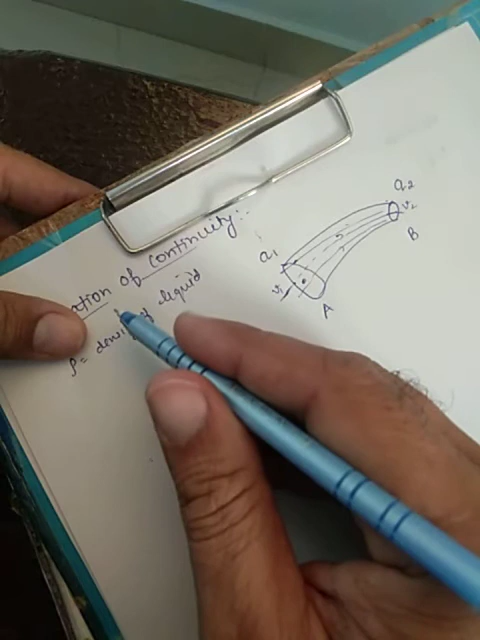 ation of continuity:-
ρ= density of liquid
a1
v1
A
a2
v2
B